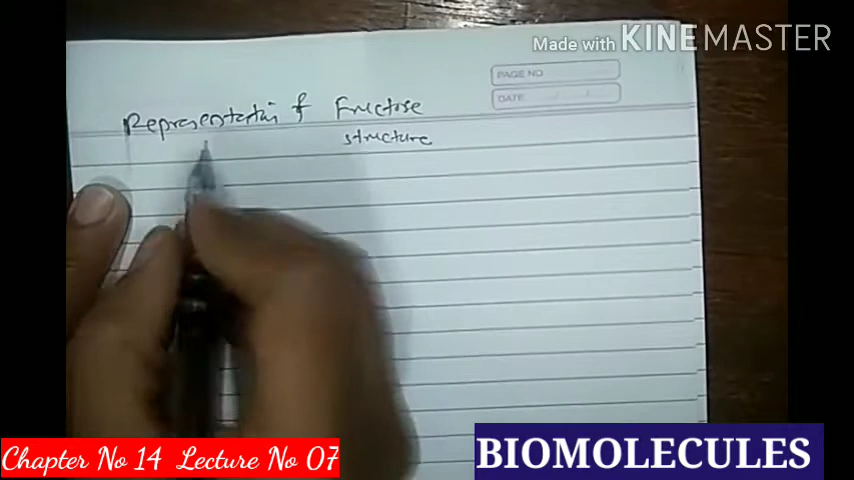 Made with KINEMASTER
PAGE NO
DATE
Representation of Fructose
structure
Chapter No 14 Lecture No 07
BIOMOLECULES